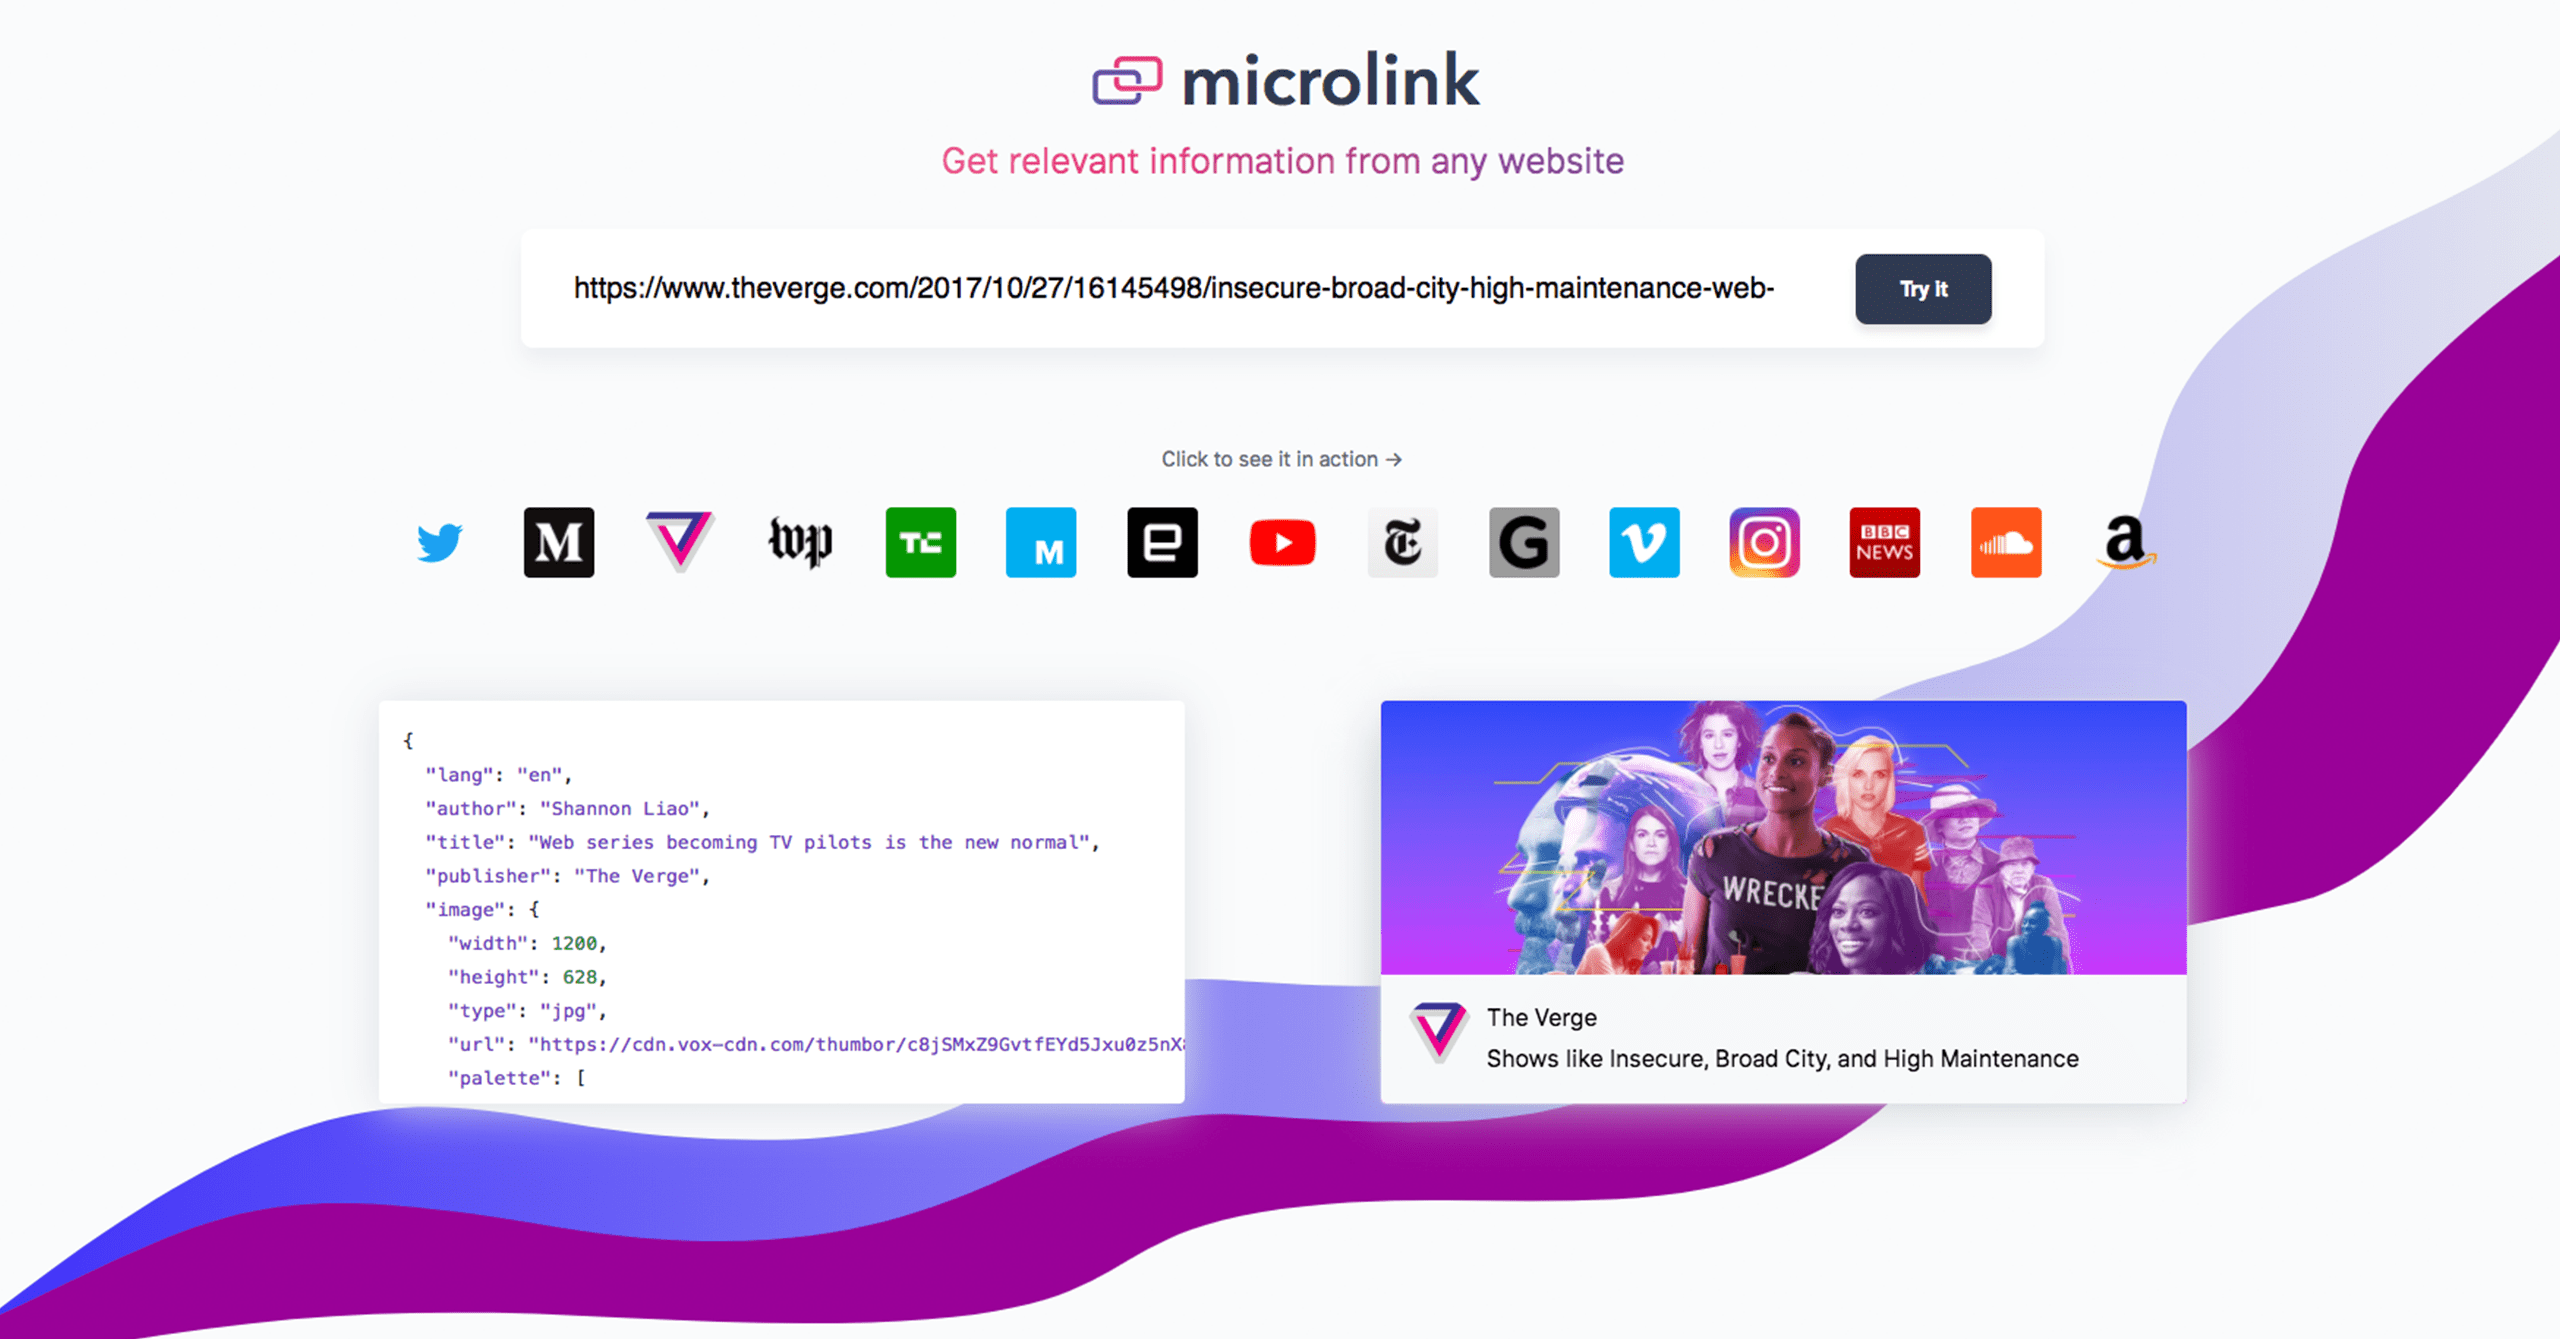 microlink
Get relevant information from any website
https://www.theverge.com/2017/10/27/16145498/insecure-broad-city-high-maintenance-web-
Try it
Click to see it in action →
M
wp
TC
M
e
T
G
v
BBC
NEWS
a
{
"lang": "en",
"author": "Shannon Liao",
"title": "Web series becoming TV pilots is the new normal",
"publisher": "The Verge",
"image": {
"width": 1200,
"height": 628,
"type": "jpg",
"url": "https://cdn.vox-cdn.com/thumbor/c8jSMxZ9GvtfEYd5Jxu0z5nX
"palette": [
WRECKE
The Verge
Shows like Insecure, Broad City, and High Maintenance